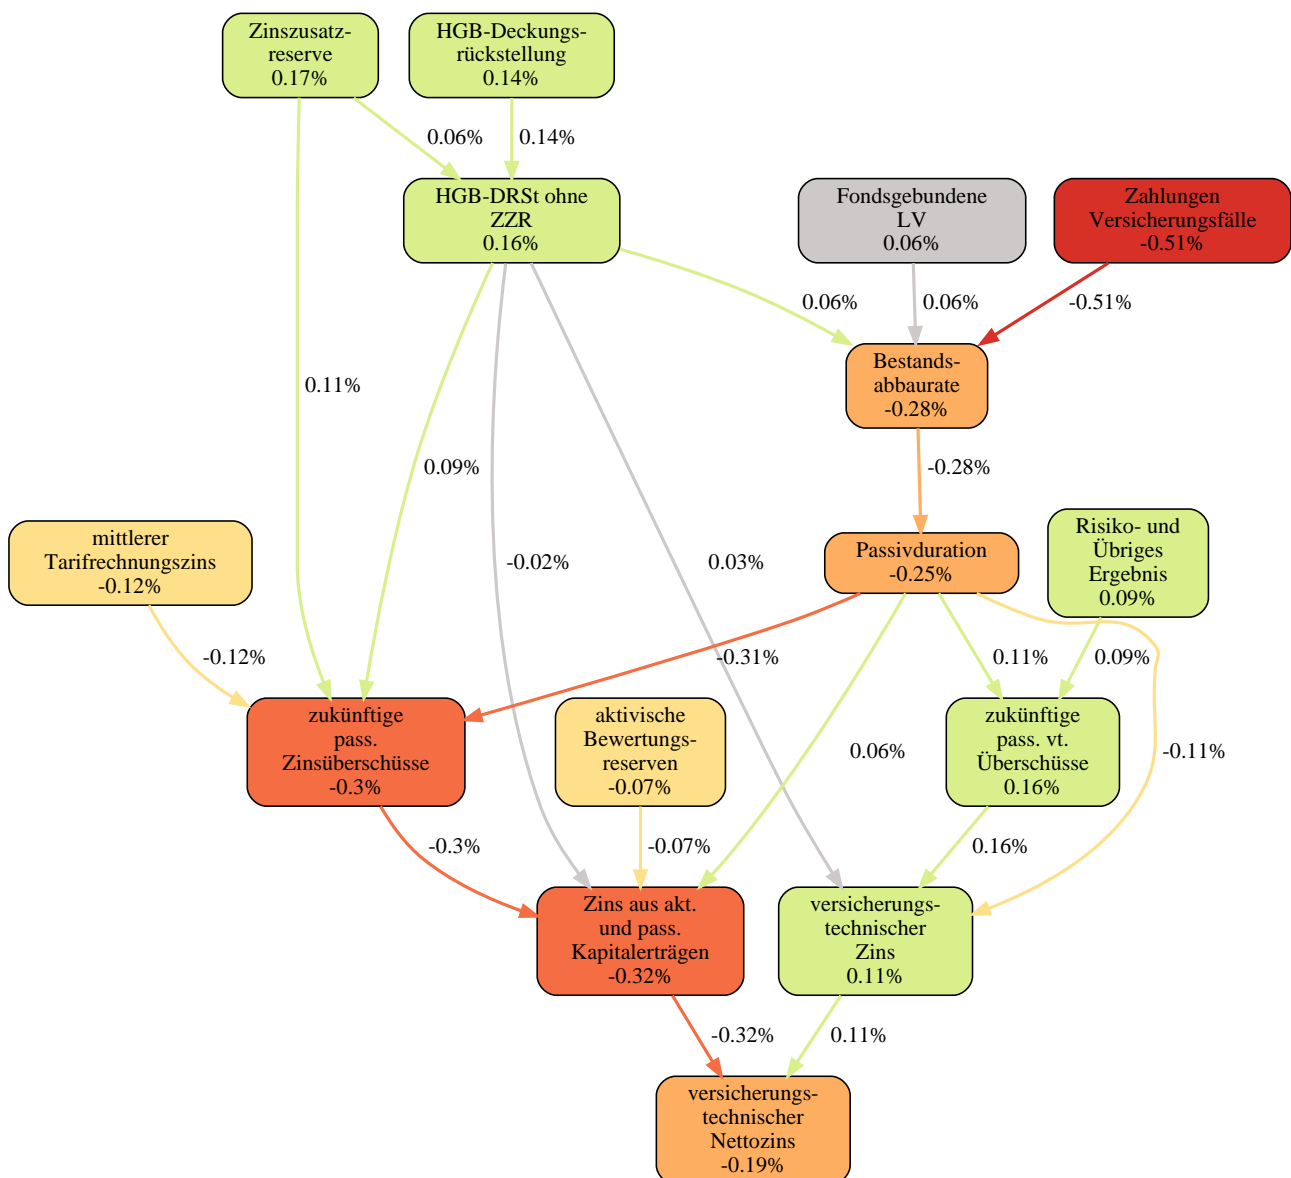 Zinszusatz-
reserve
0.17%
HGB-Deckungs-
rückstellung
0.14%
0.06%
0.14%
HGB-DRSt ohne
ZZR
0.16%
Fondsgebundene
LV
0.06%
Zahlungen
Versicherungsfälle
-0.51%
0.06%
0.06%
-0.51%
0.11%
Bestands-
abbaurate
-0.28%
0.09%
-0.28%
mittlerer
Tarifrechnungszins
-0.12%
-0.02%
0.03%
Passivduration
-0.25%
Risiko- und
Übriges
Ergebnis
0.09%
-0.12%
-0.31%
0.11%
0.09%
zukünftige
pass.
Zinsüberschüsse
-0.3%
aktivische
Bewertungs-
reserven
-0.07%
0.06%
zukünftige
pass. vt.
Überschüsse
0.16%
-0.11%
-0.3%
-0.07%
0.16%
Zins aus akt.
und pass.
Kapitalerträgen
-0.32%
versicherungs-
technischer
Zins
0.11%
-0.32%
0.11%
versicherungs-
technischer
Nettozins
-0.19%